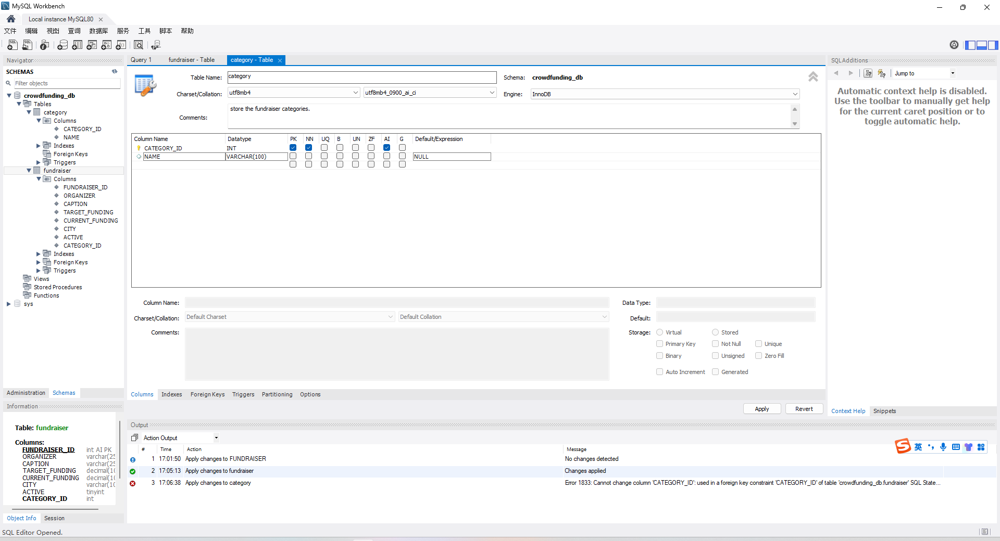 MySQL Workbench
Local instance MySQL80
文件 编辑 视图 查询 数据库 服务 工具 脚本 帮助
Navigator
SCHEMAS
Filter objects
crowdfunding_db
Tables
category
Columns
CATEGORY_ID
NAME
Indexes
Foreign Keys
Triggers
fundraiser
Columns
FUNDRAISER_ID
ORGANIZER
CAPTION
TARGET_FUNDING
CURRENT_FUNDING
CITY
ACTIVE
CATEGORY_ID
Indexes
Foreign Keys
Triggers
Views
Stored Procedures
Functions
sys
Administration Schemas
Information
Table: fundraiser
Columns:
FUNDRAISER_ID int AI PK
ORGANIZER varchar(25
CAPTION varchar(25
TARGET_FUNDING decimal(10
CURRENT_FUNDING decimal(10
CITY varchar(10
ACTIVE tinyint
CATEGORY_ID int
Object Info Session
SQL Editor Opened.
Query 1 fundraiser - Table category - Table
Table Name: category Schema: crowdfunding_db
Charset/Collation: utf8mb4 utf8mb4_0900_ai_ci Engine: InnoDB
Comments: store the fundraiser categories.
Column Name Datatype PK NN UQ B UN ZF AI G Default/Expression
CATEGORY_ID INT
NAME VARCHAR(100) NULL
Column Name: Data Type:
Charset/Collation: Default Charset Default Collation Default:
Comments: Storage: Virtual Stored
Primary Key Not Null Unique
Binary Unsigned Zero Fill
Auto Increment Generated
Columns Indexes Foreign Keys Triggers Partitioning Options
Apply Revert
Output
Action Output
# Time Action Message
1 17:01:50 Apply changes to FUNDRAISER No changes detected
2 17:05:13 Apply changes to fundraiser Changes applied
3 17:06:38 Apply changes to category Error 1833: Cannot change column 'CATEGORY_ID': used in a foreign key constraint 'CATEGORY_ID' of table 'crowdfunding_db.fundraiser' SQL State...
SQLAdditions
Jump to
Automatic context help is disabled.
Use the toolbar to manually get help
for the current caret position or to
toggle automatic help.
Context Help Snippets
S 英